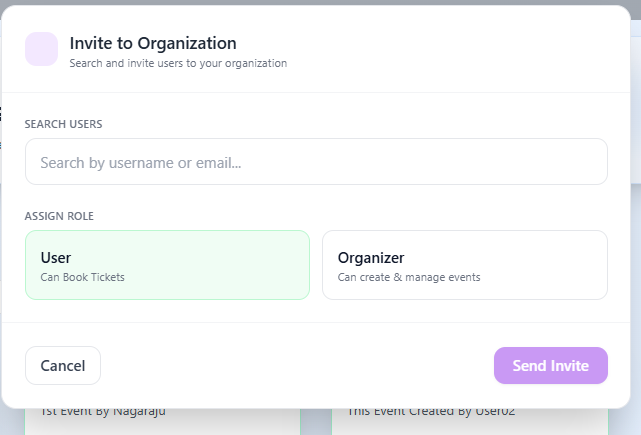 Invite to Organization
Search and invite users to your organization
SEARCH USERS
Search by username or email...
ASSIGN ROLE
User
Can Book Tickets
Organizer
Can create & manage events
Cancel
Send Invite
1st Event By Nagaraju
This Event Created By User02